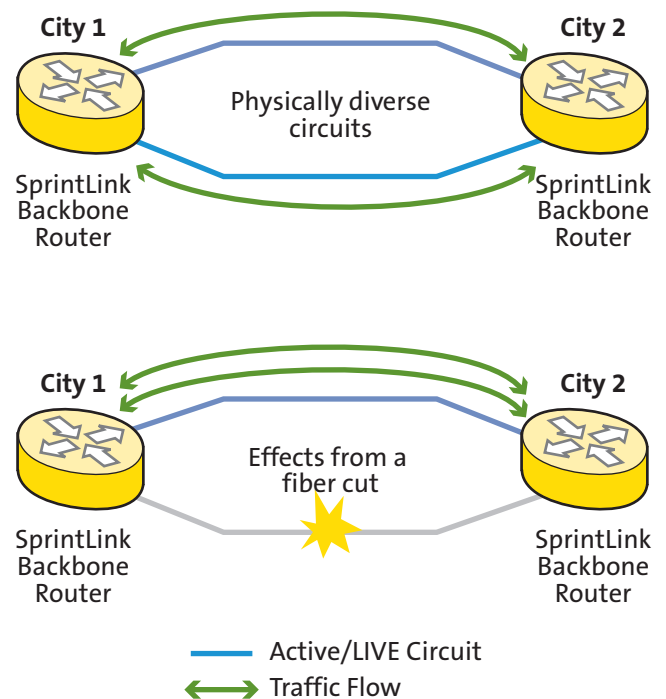 City 1
City 2
Physically diverse
circuits
SprintLink
Backbone
Router
SprintLink
Backbone
Router
City 1
City 2
Effects from a
fiber cut
SprintLink
Backbone
Router
SprintLink
Backbone
Router
Active/LIVE Circuit
Traffic Flow